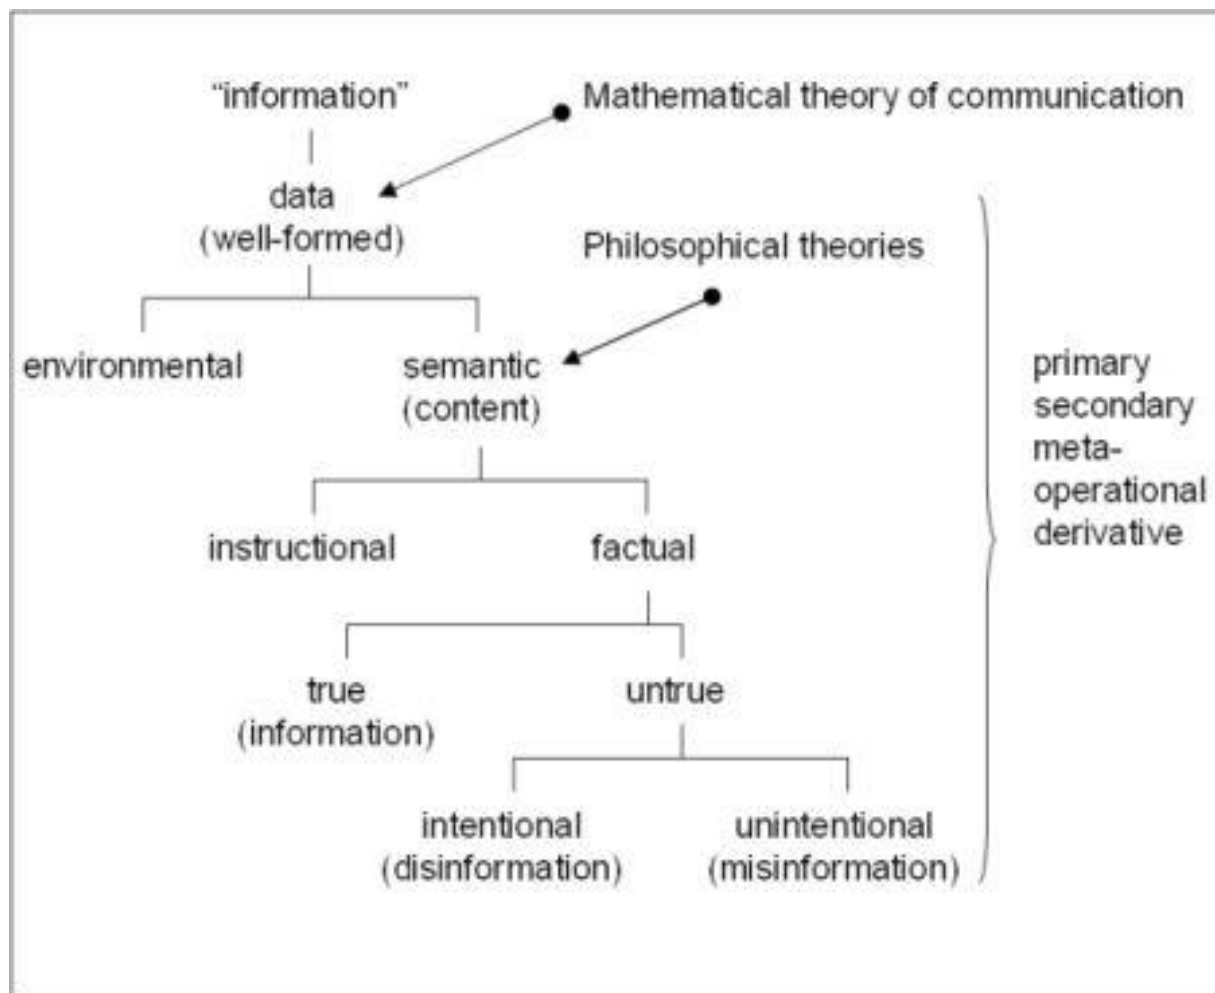 “information”
Mathematical theory of communication
data
(well-formed)
Philosophical theories
environmental
semantic
(content)
primary
secondary
meta-
operational
derivative
instructional
factual
true
(information)
untrue
intentional
(disinformation)
unintentional
(misinformation)